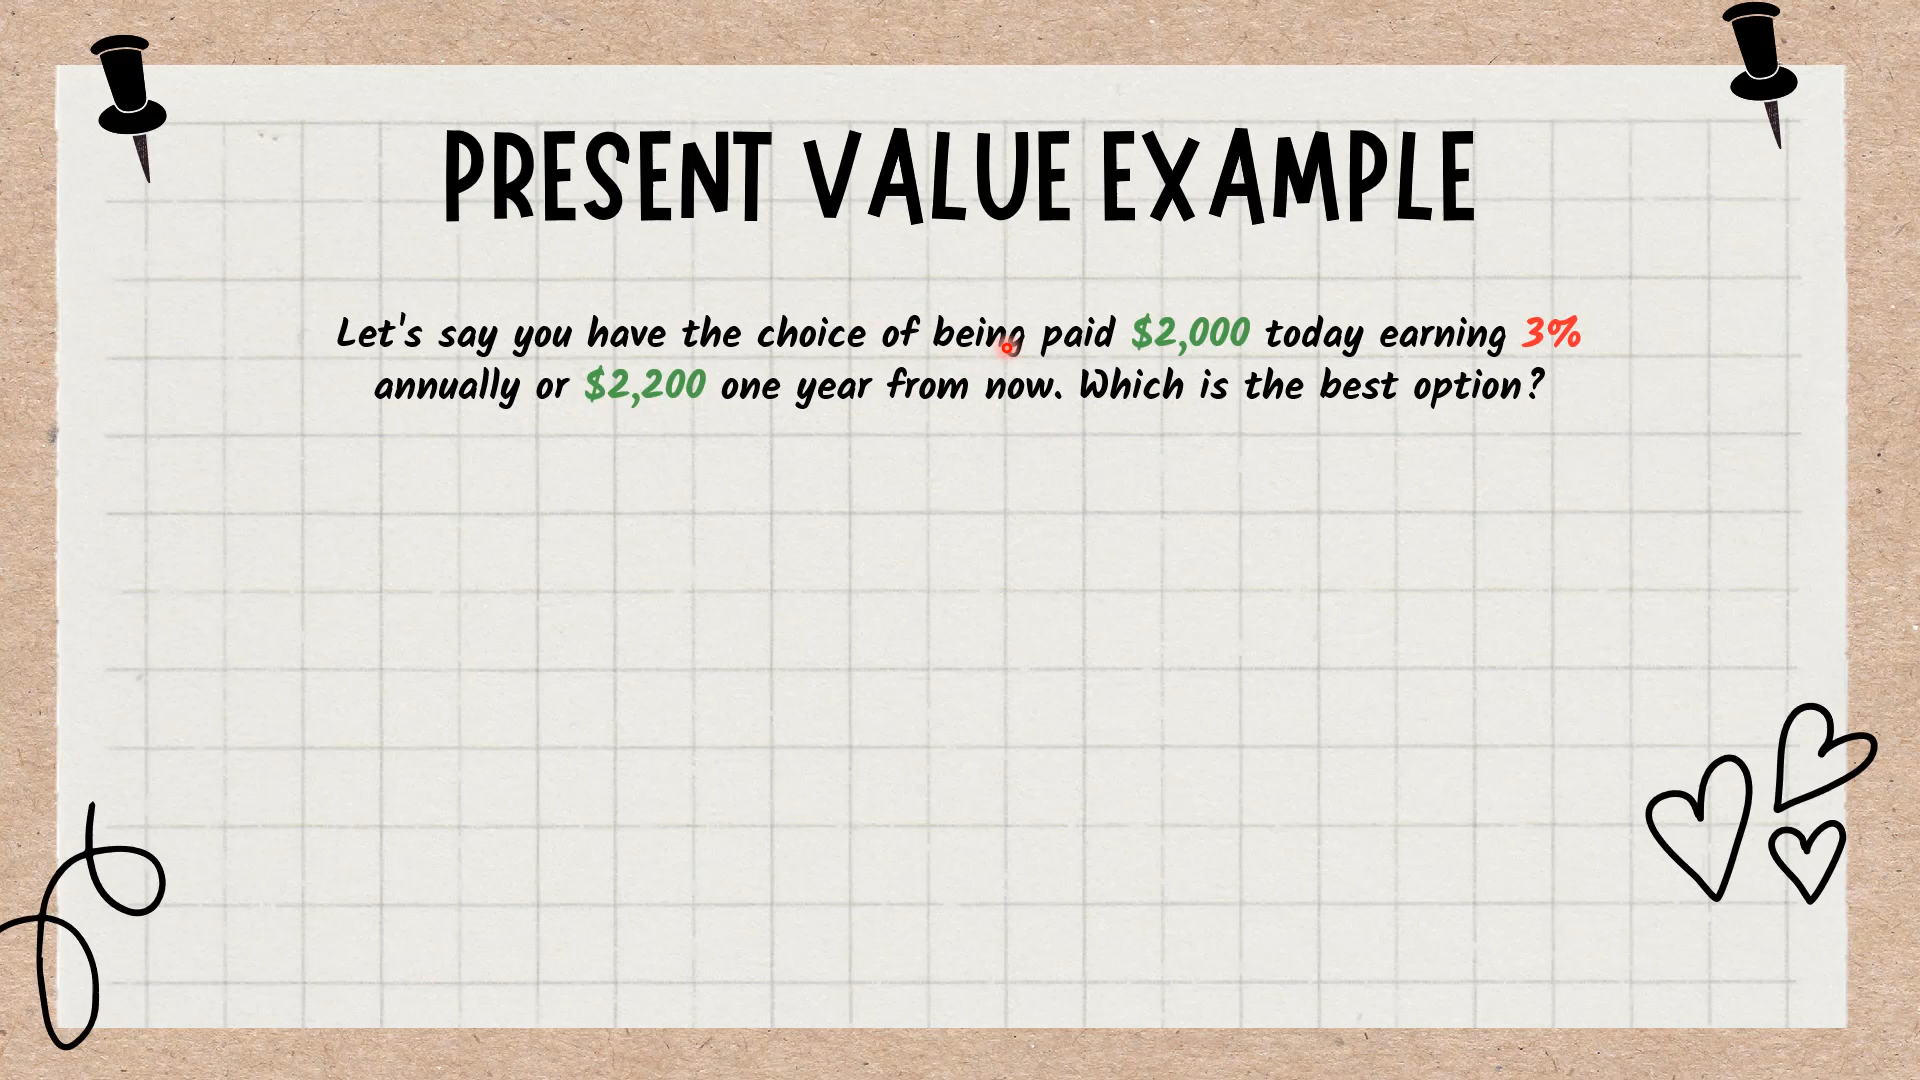 PRESENT VALUE EXAMPLE
Let's say you have the choice of being paid $2,000 today earning 3%
annually or $2,200 one year from now. Which is the best option?